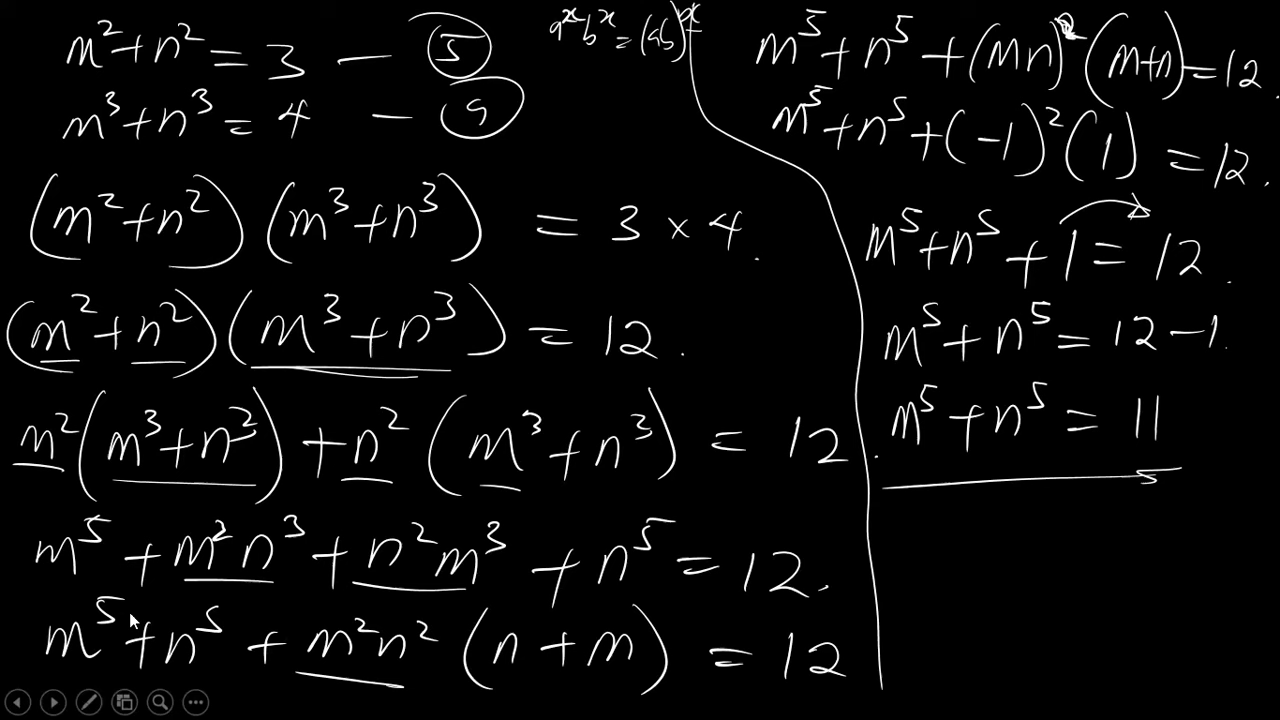 m²+n² = 3 — ⑤
m³+n³ = 4 — ⑨
(m²+n²)(m³+n³) = 3 × 4.
(m²+n²)(m³+n³) = 12.
m²(m³+n³) + n²(m³+n³) = 12.
m⁵ + m²n³ + n²m³ + n⁵ = 12.
m⁵+n⁵ + m²n² (n+m) = 12
aˣbˣ = (ab)ˣ
m⁵+n⁵ + (mn)² (m+n) = 12.
m⁵+n⁵ + (-1)² (1) = 12.
m⁵+n⁵ + 1 = 12.
m⁵+n⁵ = 12 - 1.
m⁵+n⁵ = 11